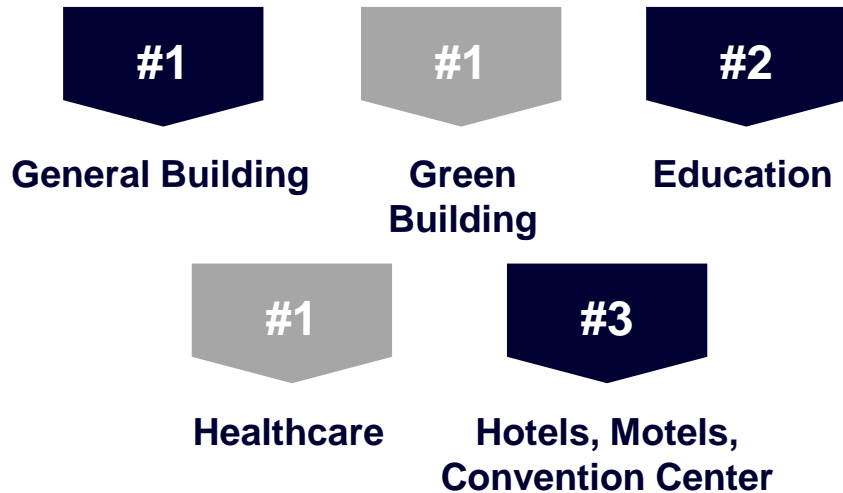 #1
#1
#2
General Building
Green
Building
Education
#1
#3
Healthcare
Hotels, Motels,
Convention Center